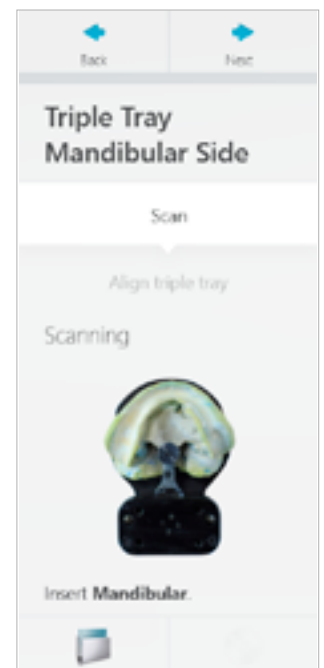 Back Next
Triple Tray
Mandibular Side
Scan
Align triple tray
Scanning
Insert Mandibular.